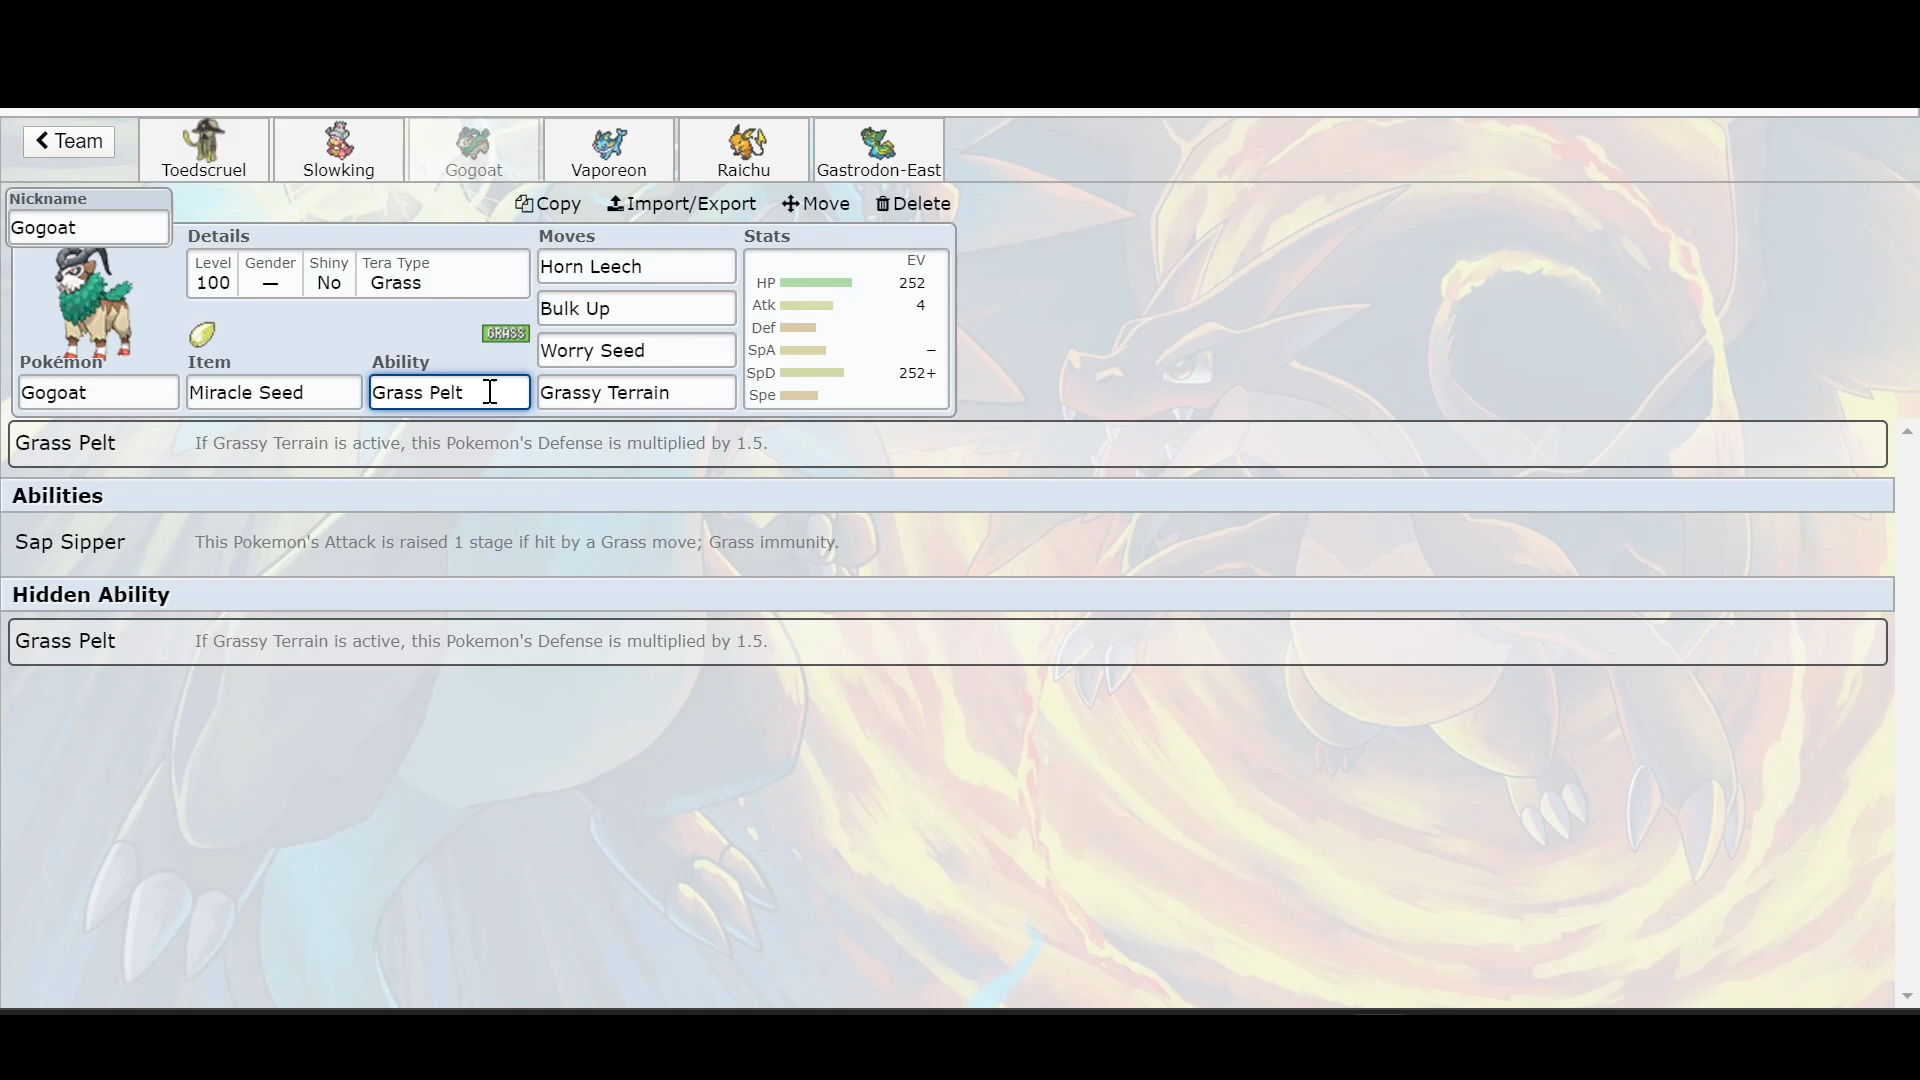 Team
Toedscruel
Slowking
Gogoat
Vaporeon
Raichu
Gastrodon-East
Nickname
Gogoat
Copy
Import/Export
Move
Delete
Details
Level
Gender
Shiny
Tera Type
100
—
No
Grass
GRASS
Pokémon
Item
Ability
Gogoat
Miracle Seed
Grass Pelt
Moves
Horn Leech
Bulk Up
Worry Seed
Grassy Terrain
Stats
EV
HP 252
Atk 4
Def
SpA –
SpD 252+
Spe
Grass Pelt If Grassy Terrain is active, this Pokemon's Defense is multiplied by 1.5.
Abilities
Sap Sipper This Pokemon's Attack is raised 1 stage if hit by a Grass move; Grass immunity.
Hidden Ability
Grass Pelt If Grassy Terrain is active, this Pokemon's Defense is multiplied by 1.5.